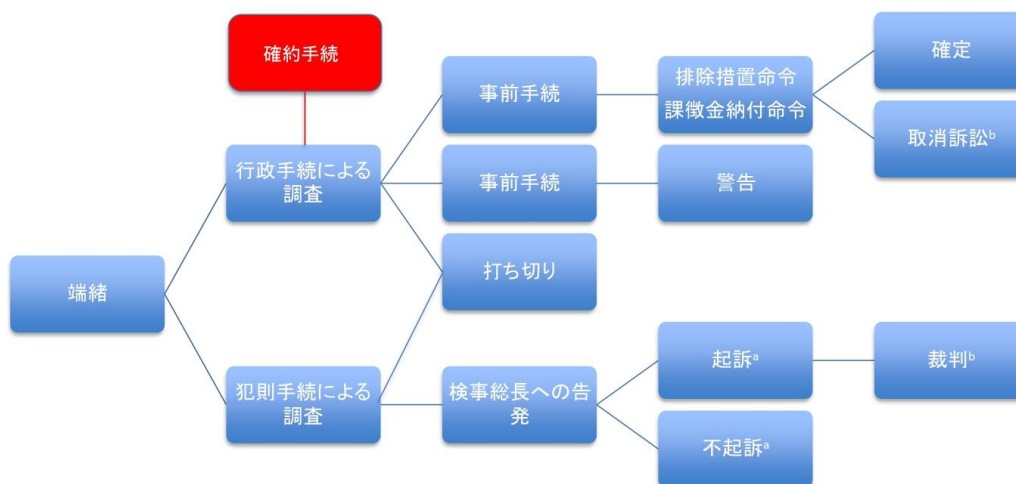 確約手続
確定
事前手続
排除措置命令
課徴金納付命令
取消訴訟ᵇ
行政手続による
調査
事前手続
警告
打ち切り
端緒
起訴ᵃ
裁判ᵇ
犯則手続による
調査
検事総長への告
発
不起訴ᵃ